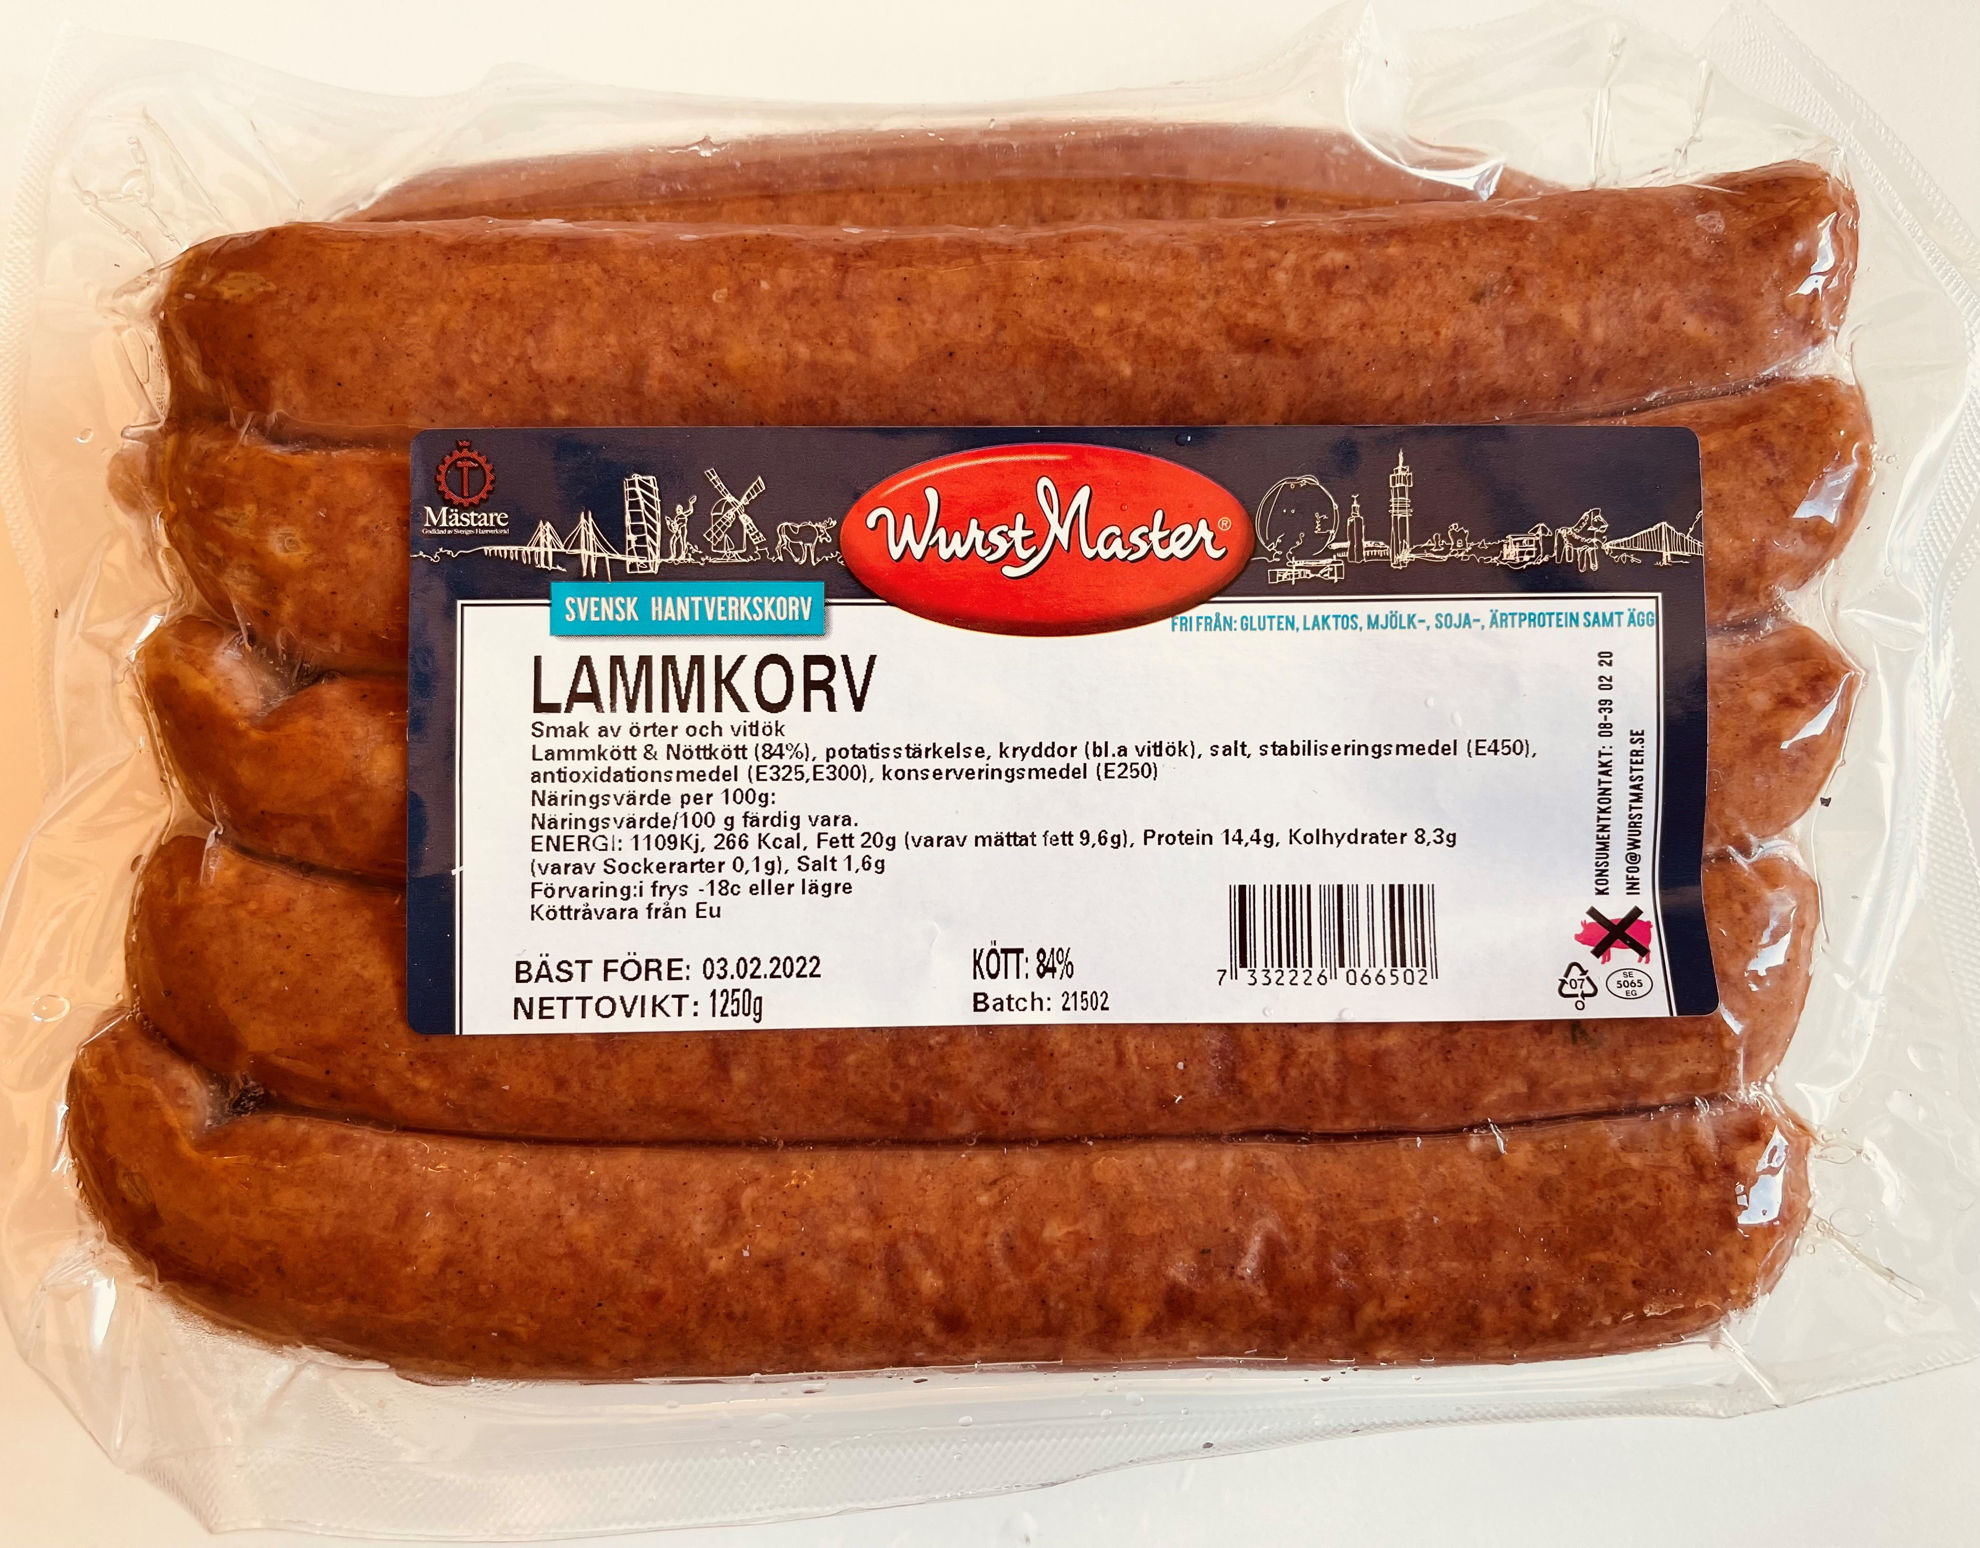 Mästare
Godkänd av Sveriges Hantverksråd
WurstMaster®
SVENSK HANTVERKSKORV
FRI FRÅN: GLUTEN, LAKTOS, MJÖLK-, SOJA-, ÄRTPROTEIN SAMT ÄGG
LAMMKORV
Smak av örter och vitlök
Lammkött & Nöttkött (84%), potatisstärkelse, kryddor (bl.a vitlök), salt, stabiliseringsmedel (E450),
antioxidationsmedel (E325,E300), konserveringsmedel (E250)
Näringsvärde per 100g:
Näringsvärde/100 g färdig vara.
ENERGI: 1109Kj, 266 Kcal, Fett 20g (varav mättat fett 9,6g), Protein 14,4g, Kolhydrater 8,3g
(varav Sockerarter 0,1g), Salt 1,6g
Förvaring:i frys -18c eller lägre
Köttråvara från Eu
BÄST FÖRE: 03.02.2022
NETTOVIKT: 1250g
KÖTT: 84%
Batch: 21502
7 332226 066502
KONSUMENTKONTAKT: 08-39 02 20
INFO@WURSTMASTER.SE
07
O
SE
5065
EG